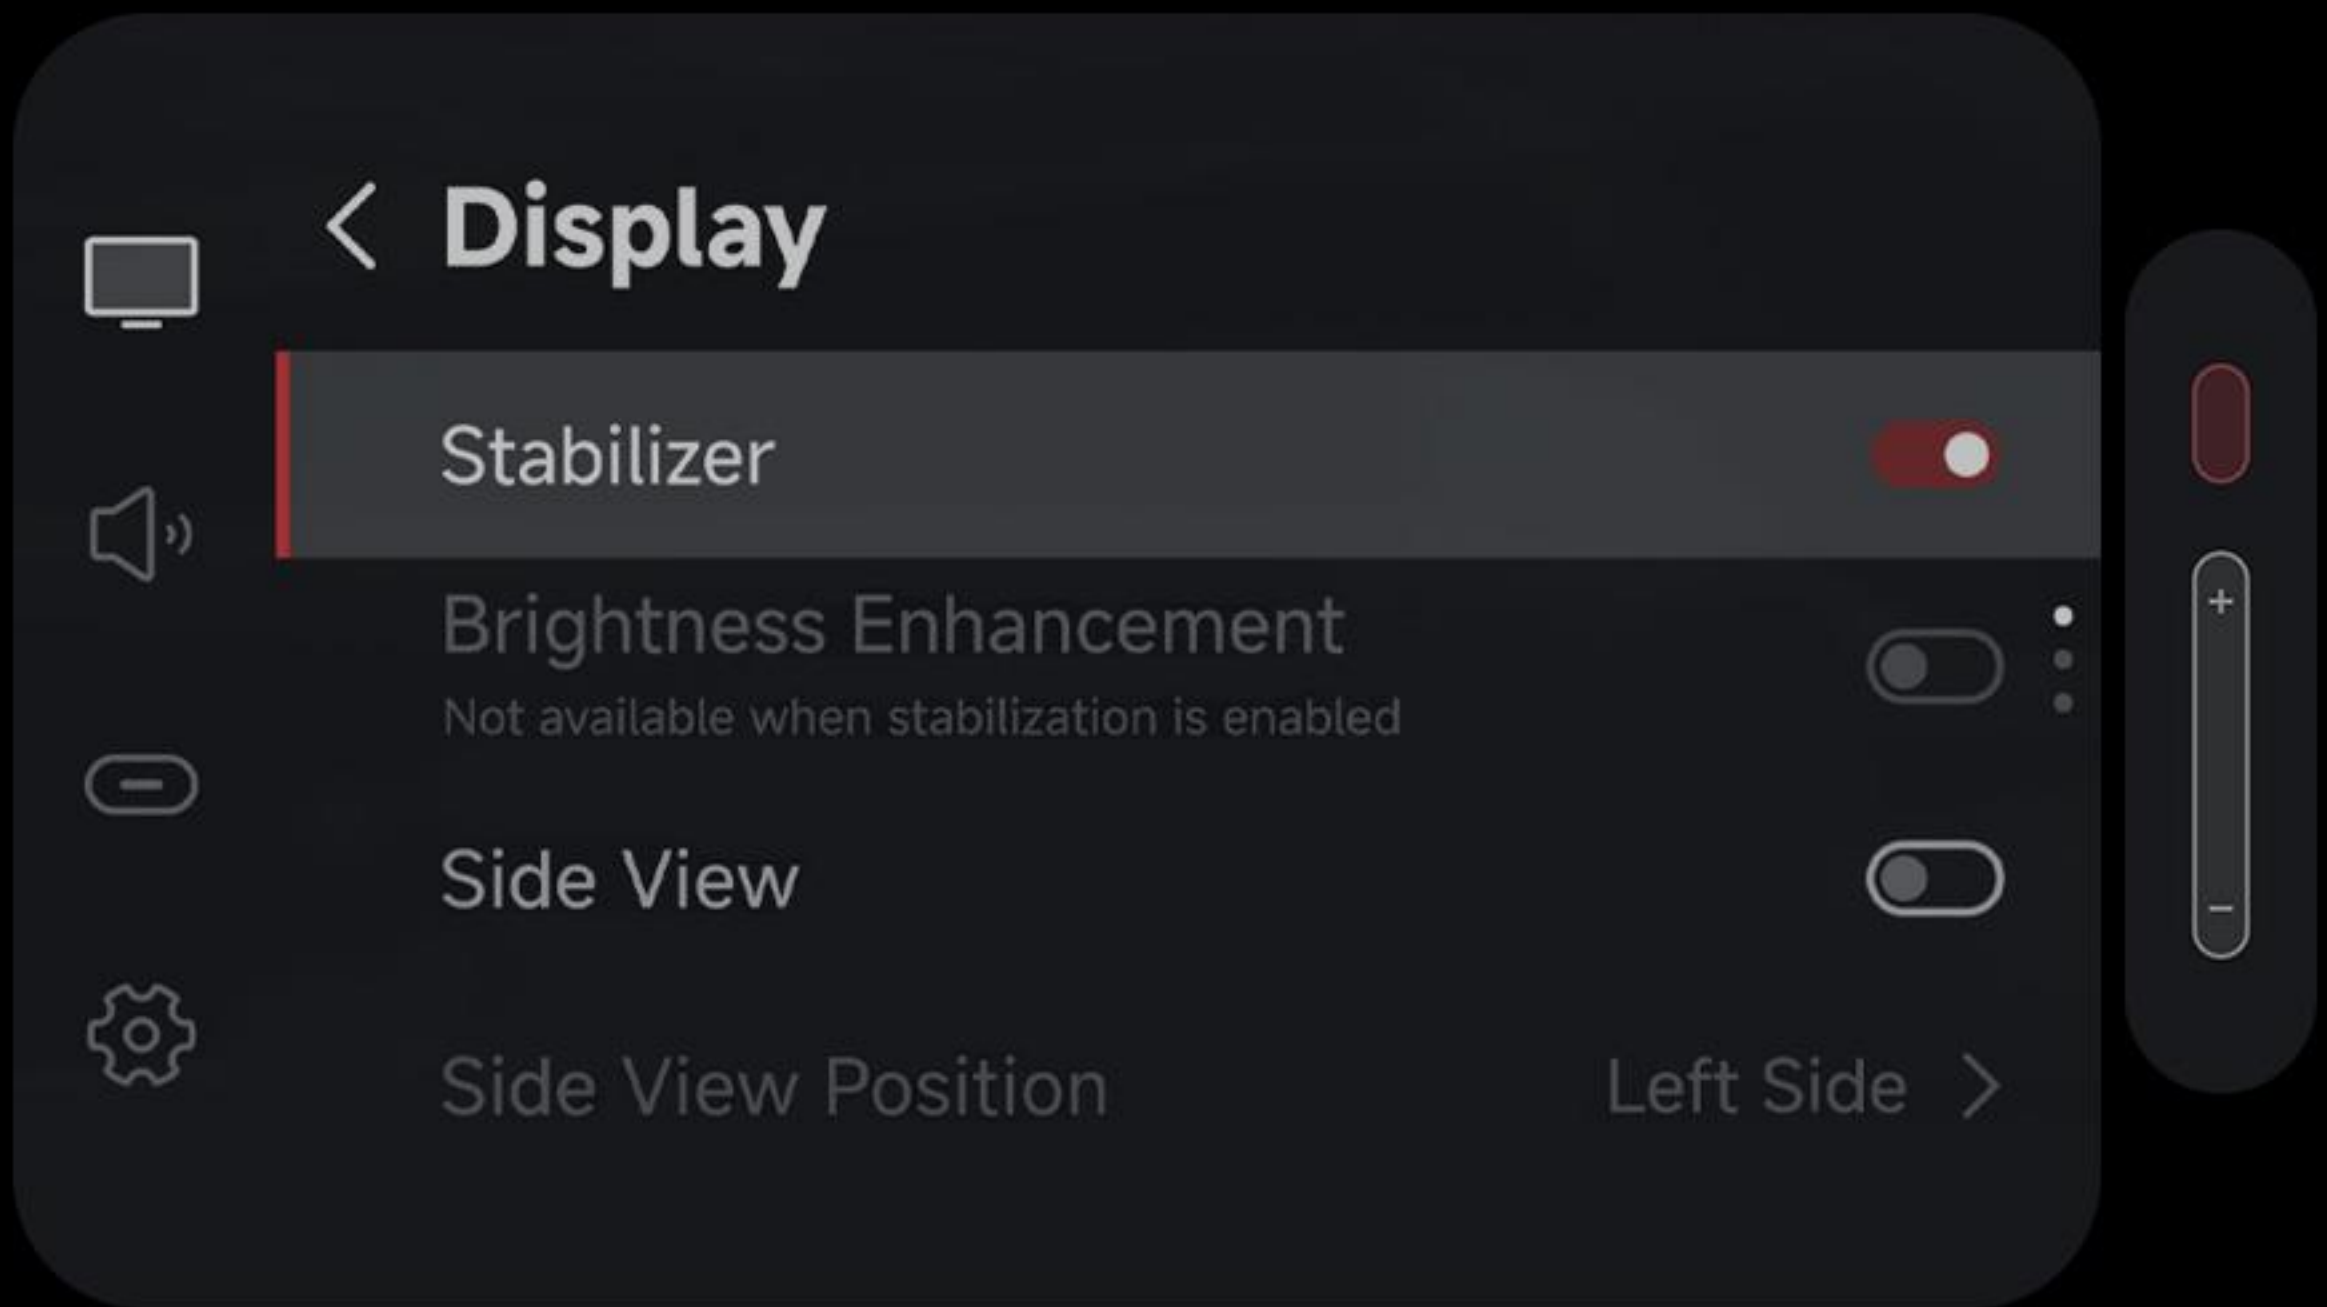 Display
Stabilizer
Brightness Enhancement
Not available when stabilization is enabled
Side View
Side View Position
Left Side